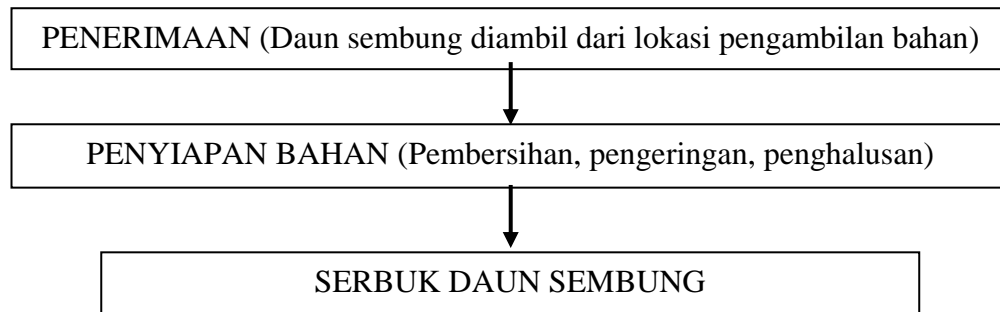 PENERIMAAN (Daun sembung diambil dari lokasi pengambilan bahan)
PENYIAPAN BAHAN (Pembersihan, pengeringan, penghalusan)
SERBUK DAUN SEMBUNG